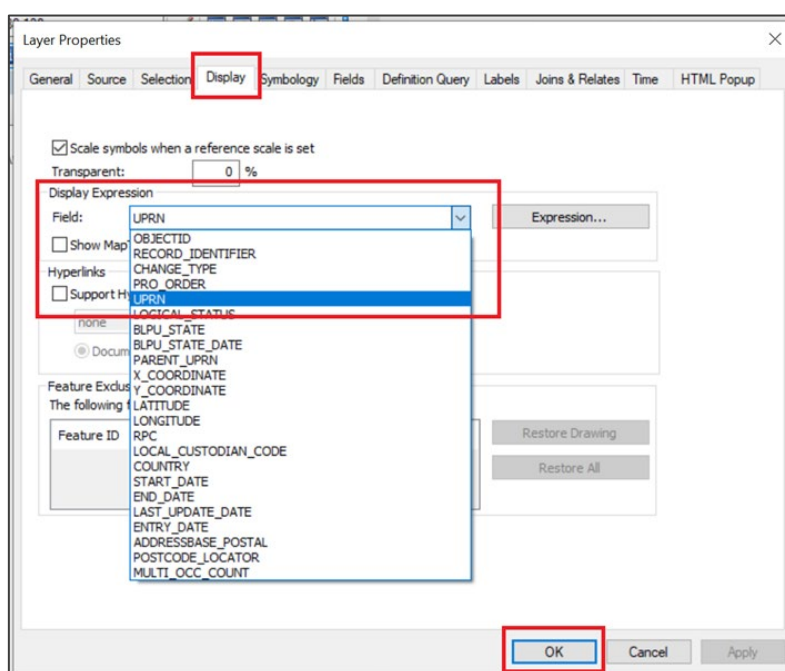 Layer Properties
General Source Selection Display Symbology Fields Definition Query Labels Joins & Relates Time HTML Popup
Scale symbols when a reference scale is set
Transparent: 0 %
Display Expression
Field: UPRN Expression...
OBJECTID
Show Map
RECORD_IDENTIFIER
CHANGE_TYPE
Hyperlinks
PRO_ORDER
Support H
UPRN
LOGICAL_STATUS
none
BLPU_STATE
BLPU_STATE_DATE
Docum
PARENT_UPRN
X_COORDINATE
Feature Exclus
Y_COORDINATE
The following f
LATITUDE
LONGITUDE
Feature ID
RPC
Restore Drawing
LOCAL_CUSTODIAN_CODE
COUNTRY
Restore All
START_DATE
END_DATE
LAST_UPDATE_DATE
ENTRY_DATE
ADDRESSBASE_POSTAL
POSTCODE_LOCATOR
MULTI_OCC_COUNT
OK Cancel Apply